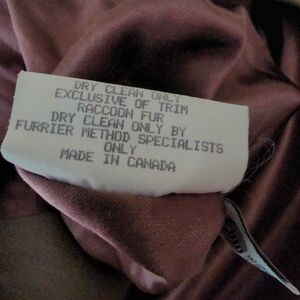 DRY CLEAN ONLY
EXCLUSIVE OF TRIM
RACCOON FUR
DRY CLEAN ONLY BY
FURRIER METHOD SPECIALISTS
ONLY
MADE IN CANADA